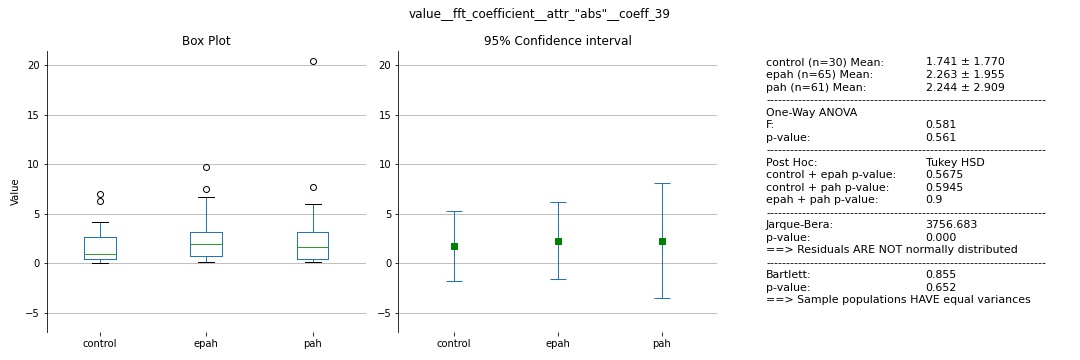 value__fft_coefficient__attr_"abs"__coeff_39
Box Plot
20
15
10
5
0
−5
Value
control
epah
pah
95% Confidence interval
20
15
10
5
0
−5
control
epah
pah
control (n=30) Mean: 1.741 ± 1.770
epah (n=65) Mean: 2.263 ± 1.955
pah (n=61) Mean: 2.244 ± 2.909
One-Way ANOVA
F: 0.581
p-value: 0.561
Post Hoc: Tukey HSD
control + epah p-value: 0.5675
control + pah p-value: 0.5945
epah + pah p-value: 0.9
Jarque-Bera: 3756.683
p-value: 0.000
==> Residuals ARE NOT normally distributed
Bartlett: 0.855
p-value: 0.652
==> Sample populations HAVE equal variances